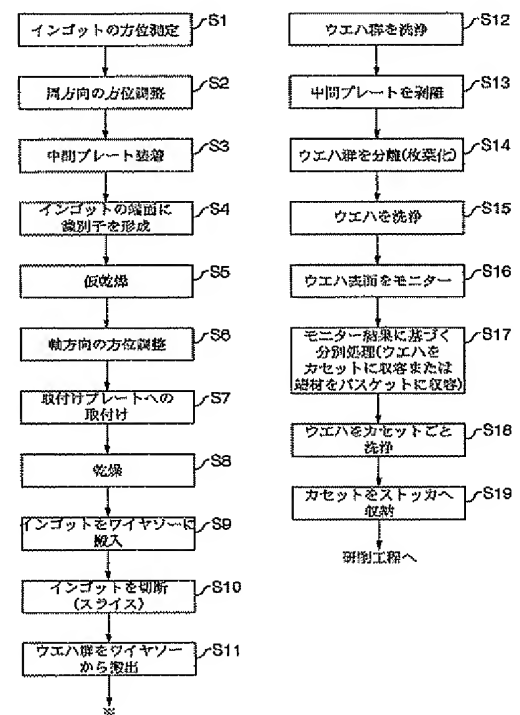 インゴットの方位測定
S1
周方向の方位調整
S2
中間プレート装着
S3
インゴットの端面に
識別子を形成
S4
仮乾燥
S5
軸方向の方位調整
S6
取付けプレートへの
取付け
S7
乾燥
S8
インゴットをワイヤソーに
搬入
S9
インゴットを切断
(スライス)
S10
ウエハ群をワイヤソー
から搬出
S11
※
ウエハ群を洗浄
S12
中間プレートを剥離
S13
ウエハ群を分離(枚葉化)
S14
ウエハを洗浄
S15
ウエハ表面をモニター
S16
モニター結果に基づく
分別処理(ウエハを
カセットに収容または
端材をバスケットに収容)
S17
ウエハをカセットごと
洗浄
S18
カセットをストッカへ
収納
S19
研削工程へ